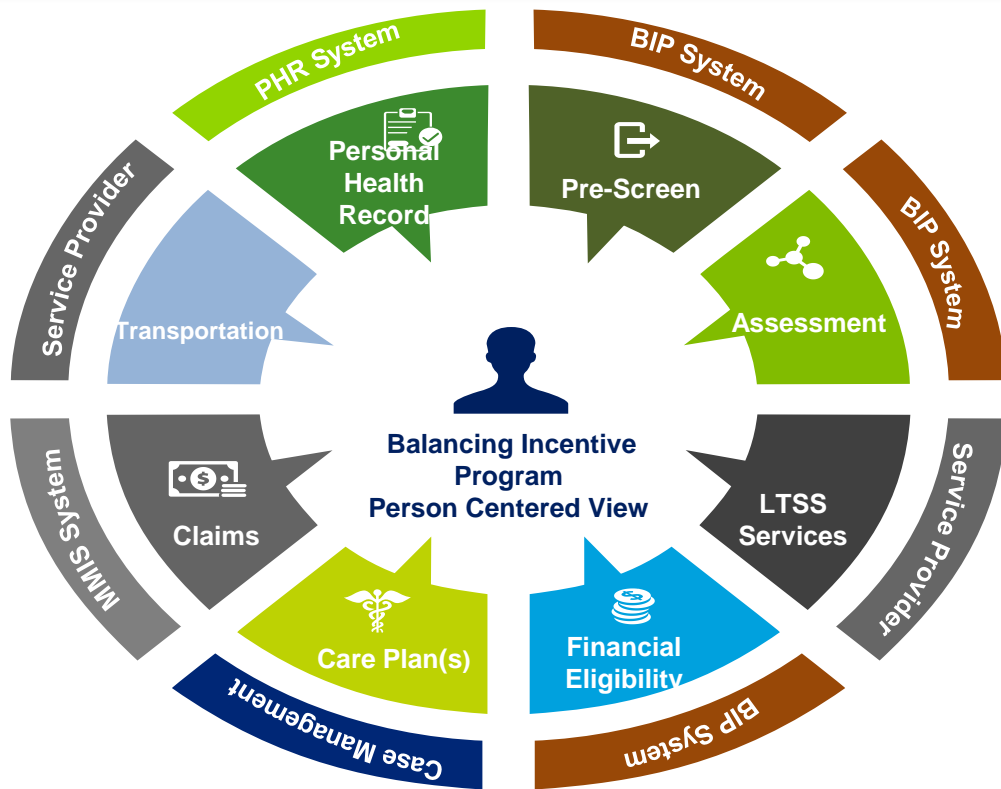 PHR System
BIP System
Personal
Health
Record
Pre-Screen
BIP System
Assessment
Service Provider
Transportation
Balancing Incentive
Program
Person Centered View
LTSS
Services
Service Provider
MMIS System
$
Claims
Care Plan(s)
$$
Financial
Eligibility
Case Management
BIP System